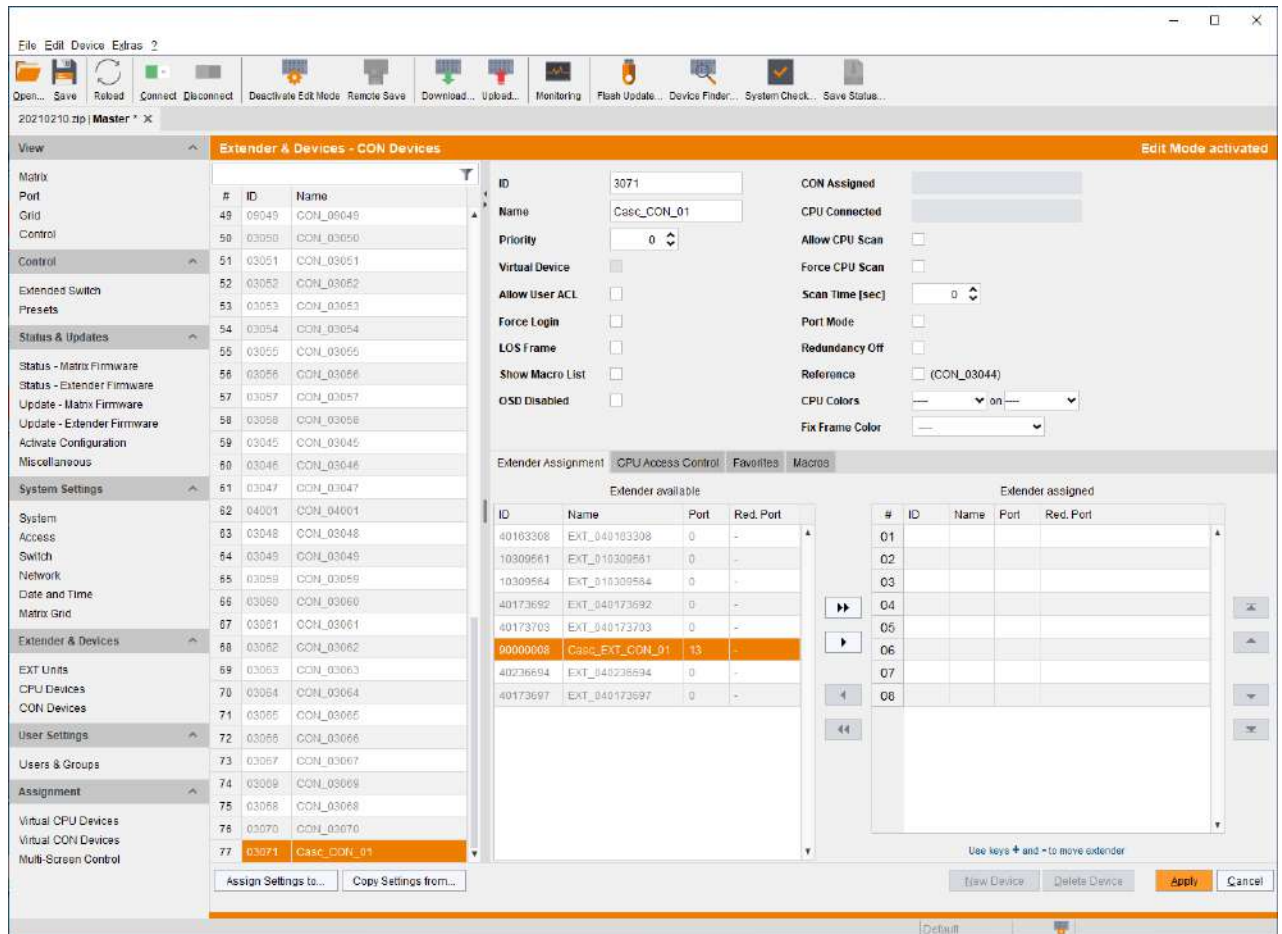 File Edit Device Extras ?
Open... Save Reload Connect Disconnect Deactivate Edit Mode Remote Save Download... Upload... Monitoring Flash Update... Device Finder... System Check... Save Status...
20210210.zip | Master * X
View
Matrix
Port
Grid
Control
Control
Extended Switch
Presets
Status & Updates
Status - Matrix Firmware
Status - Extender Firmware
Update - Matrix Firmware
Update - Extender Firmware
Activate Configuration
Miscellaneous
System Settings
System
Access
Switch
Network
Date and Time
Matrix Grid
Extender & Devices
EXT Units
CPU Devices
CON Devices
User Settings
Users & Groups
Assignment
Virtual CPU Devices
Virtual CON Devices
Multi-Screen Control
Extender & Devices - CON Devices Edit Mode activated
# ID Name
49 09049 CON_09049
50 03050 CON_03050
51 03051 CON_03051
52 03052 CON_03052
53 03053 CON_03053
54 03054 CON_03054
55 03055 CON_03055
56 03056 CON_03056
57 03057 CON_03057
58 03058 CON_03058
59 03045 CON_03045
60 03046 CON_03046
61 03047 CON_03047
62 04001 CON_04001
63 03048 CON_03048
64 03049 CON_03049
65 03059 CON_03059
66 03060 CON_03060
67 03061 CON_03061
68 03062 CON_03062
69 03063 CON_03063
70 03064 CON_03064
71 03065 CON_03065
72 03066 CON_03066
73 03067 CON_03067
74 03069 CON_03069
75 03068 CON_03068
76 03070 CON_03070
77 03071 Casc_CON_01
Assign Settings to... Copy Settings from...
ID 3071
Name Casc_CON_01
Priority 0
Virtual Device
Allow User ACL
Force Login
LOS Frame
Show Macro List
OSD Disabled
CON Assigned
CPU Connected
Allow CPU Scan
Force CPU Scan
Scan Time [sec] 0
Port Mode
Redundancy Off
Reference (CON_03044)
CPU Colors ---- on ----
Fix Frame Color ----
Extender Assignment CPU Access Control Favorites Macros
Extender available
ID Name Port Red. Port
40163308 EXT_040163308 0 -
10309561 EXT_010309561 0 -
10309564 EXT_010309564 0 -
40173692 EXT_040173692 0 -
40173703 EXT_040173703 0 -
90000008 Casc_EXT_CON_01 13 -
40236694 EXT_040236694 0 -
40173697 EXT_040173697 0 -
Extender assigned
# ID Name Port Red. Port
01
02
03
04
05
06
07
08
Use keys + and - to move extender
New Device Delete Device Apply Cancel
Default